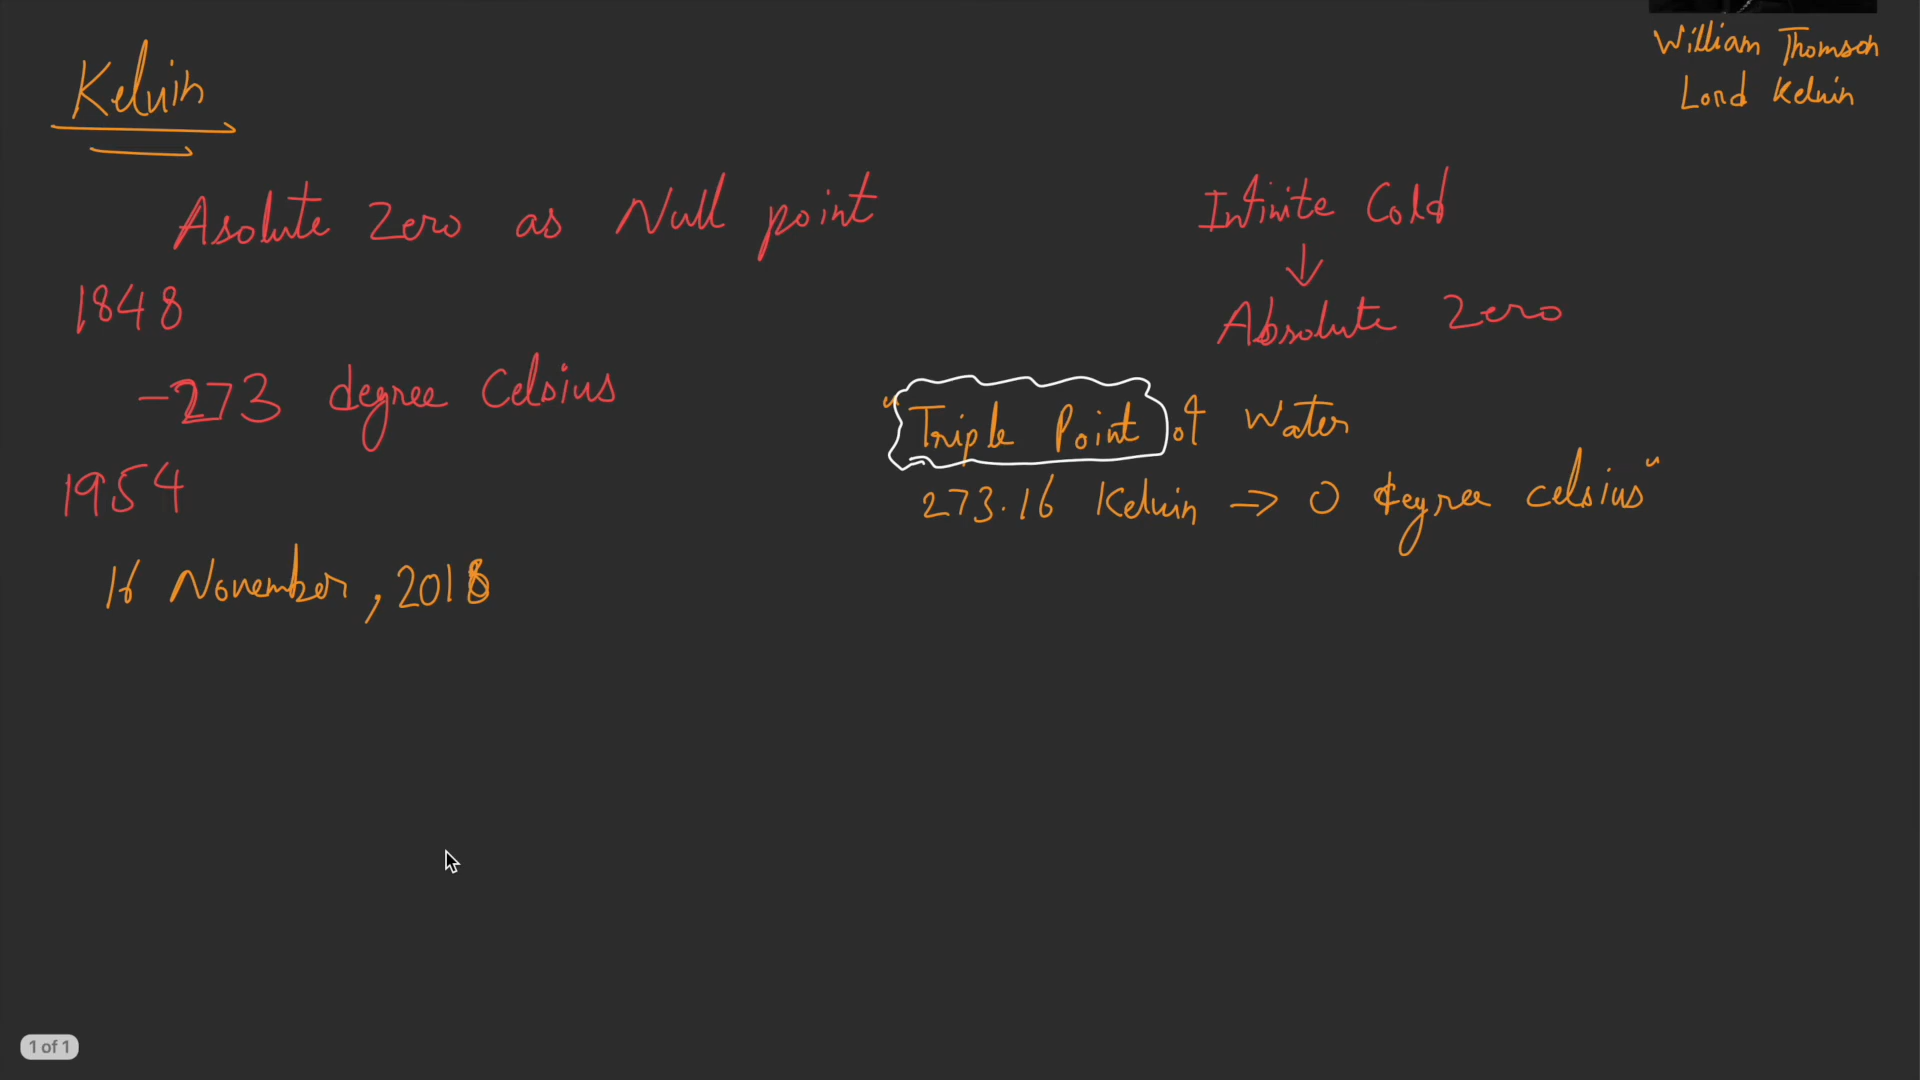 William Thomson
Lord Kelvin
Kelvin
Asolute Zero as Null point
Infinite Cold
1848
Absolute Zero
-273 degree Celsius
"Triple Point of Water
1954
273.16 Kelvin → 0 degree celsius"
16 November, 2018
1 of 1